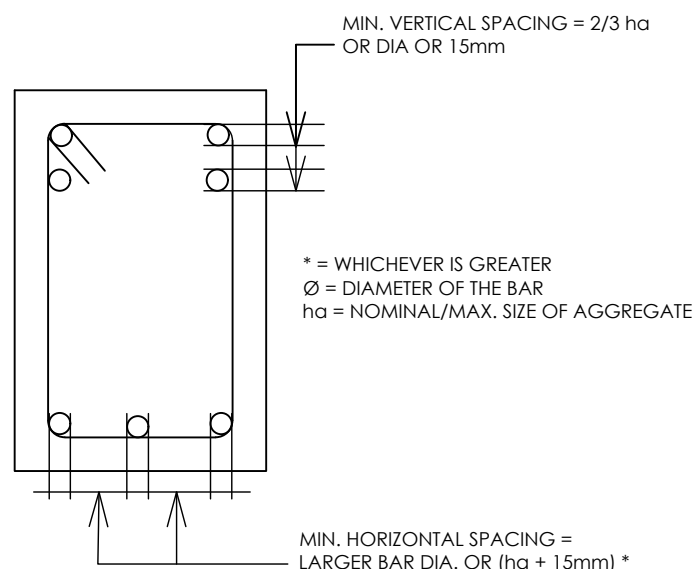 MIN. VERTICAL SPACING = 2/3 ha
OR DIA OR 15mm
* = WHICHEVER IS GREATER
Ø = DIAMETER OF THE BAR
ha = NOMINAL/MAX. SIZE OF AGGREGATE
MIN. HORIZONTAL SPACING =
LARGER BAR DIA. OR (ha + 15mm) *